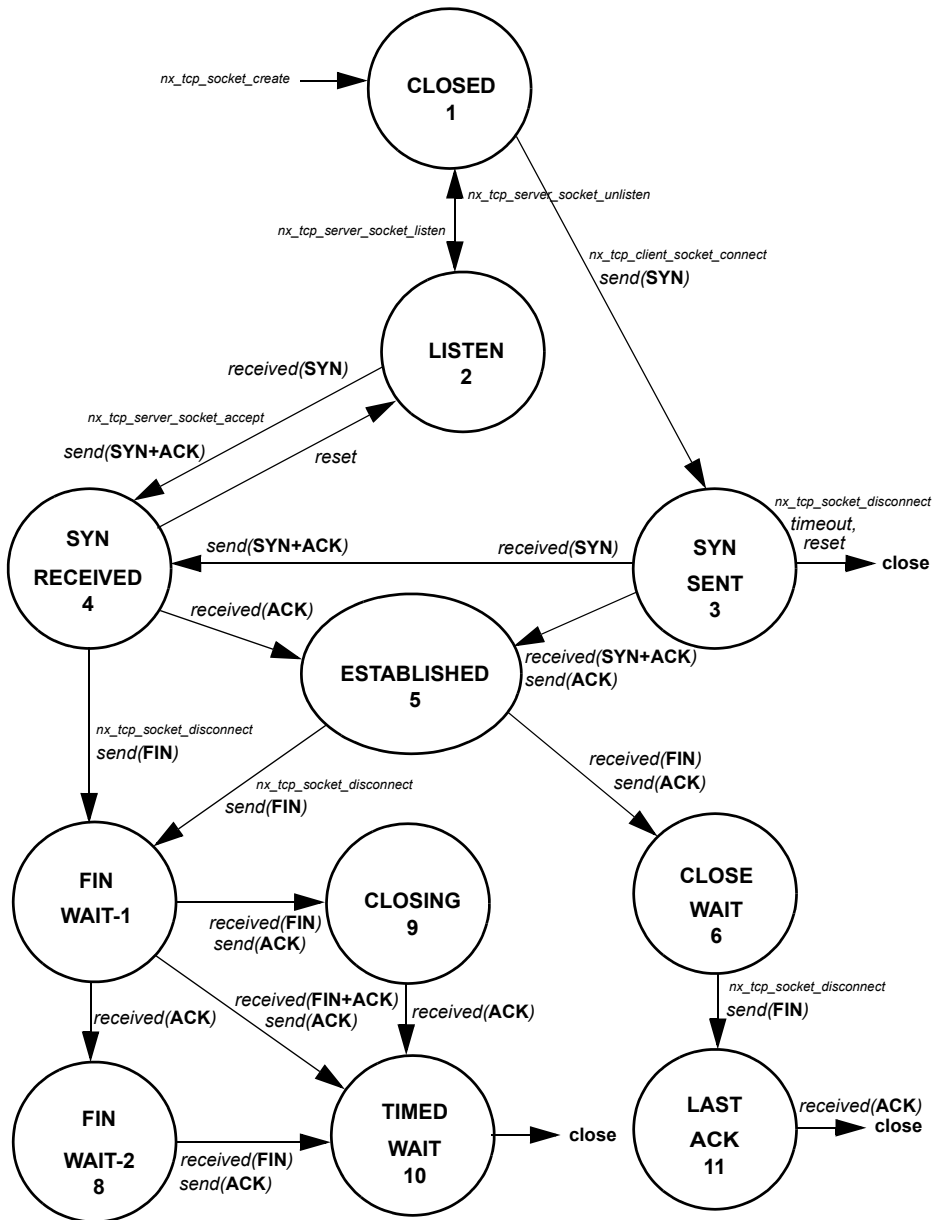 nx_tcp_socket_create
CLOSED
1
nx_tcp_server_socket_unlisten
nx_tcp_server_socket_listen
nx_tcp_client_socket_connect
send(SYN)
LISTEN
2
received(SYN)
nx_tcp_server_socket_accept
send(SYN+ACK)
reset
SYN
RECEIVED
4
send(SYN+ACK)
received(SYN)
SYN
SENT
3
nx_tcp_socket_disconnect
timeout,
reset
close
received(ACK)
ESTABLISHED
5
received(SYN+ACK)
send(ACK)
nx_tcp_socket_disconnect
send(FIN)
nx_tcp_socket_disconnect
send(FIN)
received(FIN)
send(ACK)
FIN
WAIT-1
received(FIN)
send(ACK)
CLOSING
9
CLOSE
WAIT
6
received(ACK)
received(FIN+ACK)
send(ACK)
received(ACK)
nx_tcp_socket_disconnect
send(FIN)
FIN
WAIT-2
8
received(FIN)
send(ACK)
TIMED
WAIT
10
close
LAST
ACK
11
received(ACK)
close